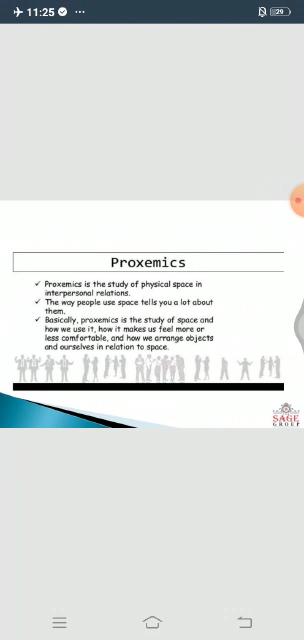 11:25
29
Proxemics
✓ Proxemics is the study of physical space in
interpersonal relations.
✓ The way people use space tells you a lot about
them.
✓ Basically, proxemics is the study of space and
how we use it, how it makes us feel more or
less comfortable, and how we arrange objects
and ourselves in relation to space.
SAGE
GROUP